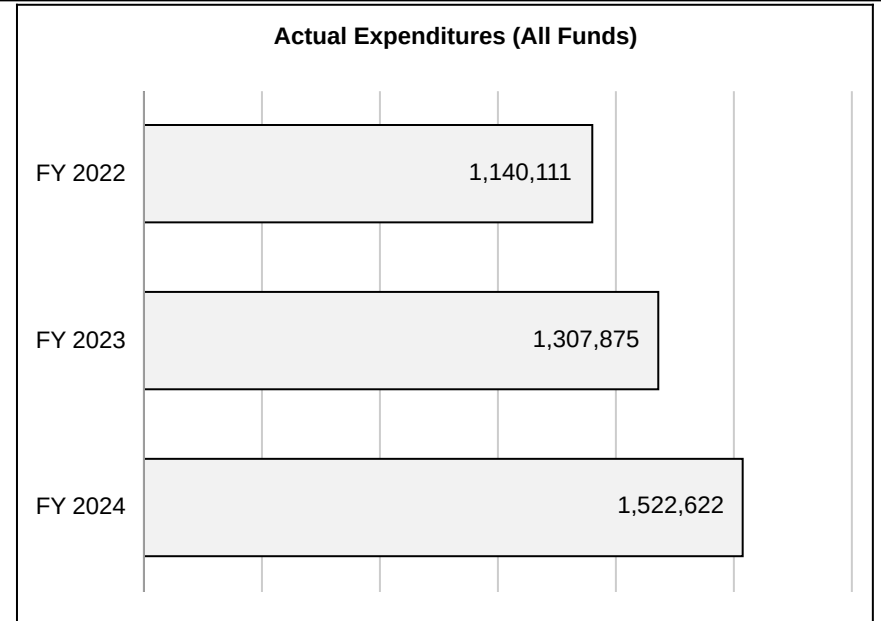 Actual Expenditures (All Funds)
FY 2022 1,140,111
FY 2023 1,307,875
FY 2024 1,522,622